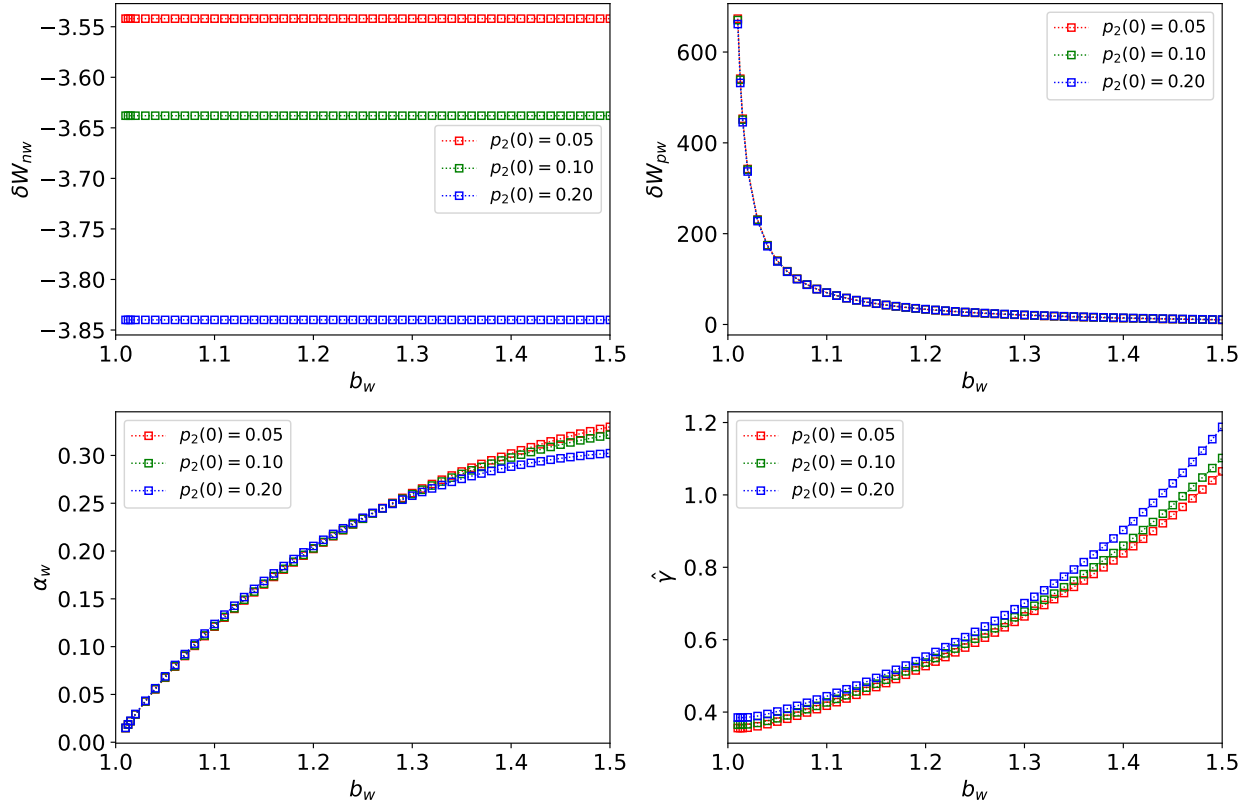 −3.55
−3.60
−3.65
−3.70
−3.75
−3.80
−3.85
δW_{nw}
p_2(0) = 0.05
p_2(0) = 0.10
p_2(0) = 0.20
1.0 1.1 1.2 1.3 1.4 1.5
b_w
600
400
200
0
δW_{pw}
p_2(0) = 0.05
p_2(0) = 0.10
p_2(0) = 0.20
1.0 1.1 1.2 1.3 1.4 1.5
b_w
0.30
0.25
0.20
0.15
0.10
0.05
0.00
α_w
p_2(0) = 0.05
p_2(0) = 0.10
p_2(0) = 0.20
1.0 1.1 1.2 1.3 1.4 1.5
b_w
1.2
1.0
0.8
0.6
0.4
γ̂
p_2(0) = 0.05
p_2(0) = 0.10
p_2(0) = 0.20
1.0 1.1 1.2 1.3 1.4 1.5
b_w